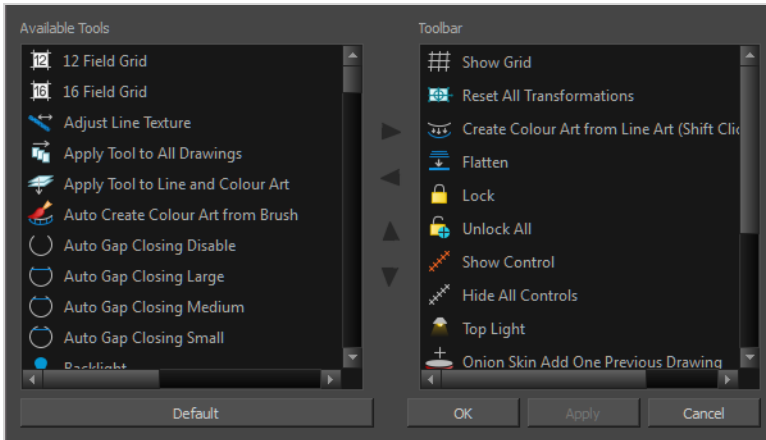 Available Tools
12 12 Field Grid
16 16 Field Grid
Adjust Line Texture
Apply Tool to All Drawings
Apply Tool to Line and Colour Art
Auto Create Colour Art from Brush
Auto Gap Closing Disable
Auto Gap Closing Large
Auto Gap Closing Medium
Auto Gap Closing Small
Backlight
Default
Toolbar
Show Grid
Reset All Transformations
Create Colour Art from Line Art (Shift Clic
Flatten
Lock
Unlock All
Show Control
Hide All Controls
Top Light
Onion Skin Add One Previous Drawing
OK
Apply
Cancel